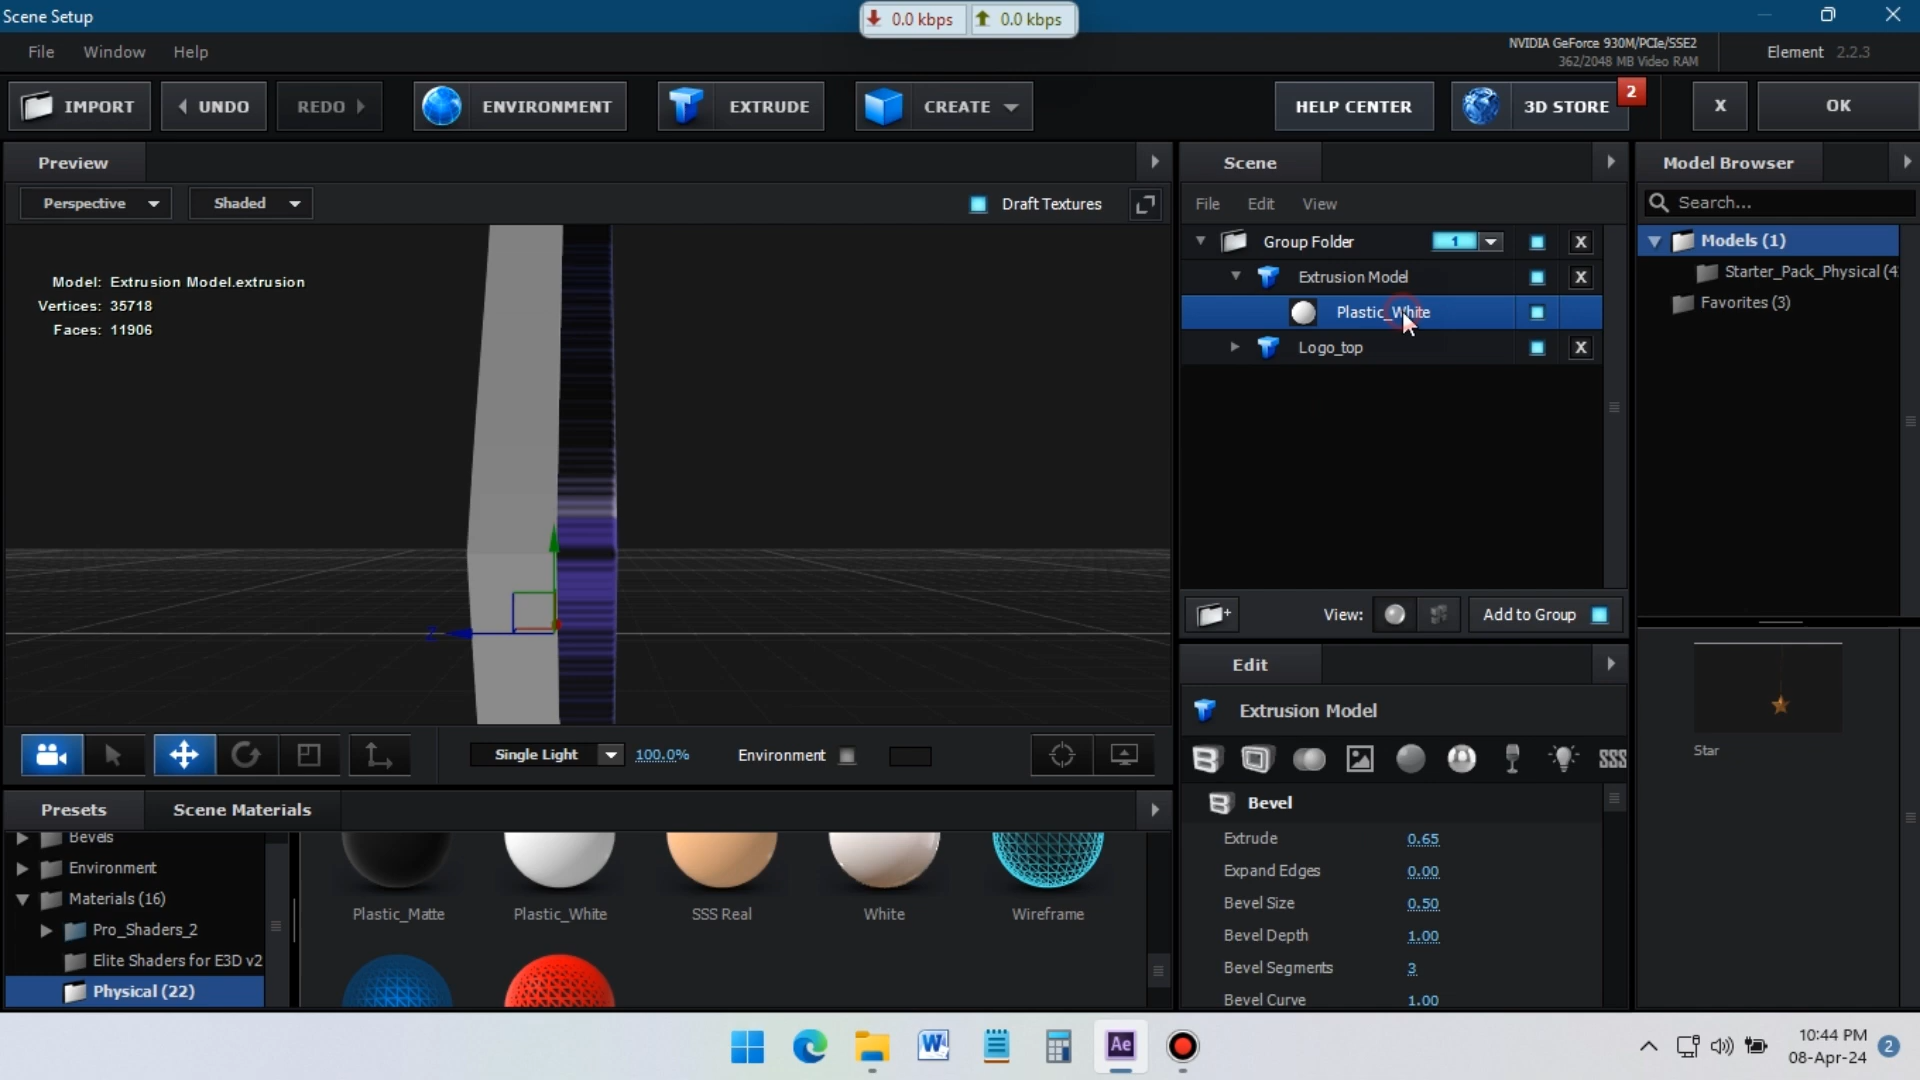 Scene Setup
0.0 kbps 0.0 kbps
File Window Help
NVIDIA GeForce 930M/PCIe/SSE2
362/2048 MB Video RAM
Element 2.2.3
IMPORT UNDO REDO ENVIRONMENT EXTRUDE CREATE HELP CENTER 3D STORE 2 X OK
Preview
Perspective Shaded Draft Textures
Model: Extrusion Model.extrusion
Vertices: 35718
Faces: 11906
Z
Single Light 100.0% Environment
Scene
File Edit View
Group Folder 1 X
Extrusion Model X
Plastic_White
Logo_top X
View: Add to Group
Edit
Extrusion Model
SSS
Bevel
Extrude 0.65
Expand Edges 0.00
Bevel Size 0.50
Bevel Depth 1.00
Bevel Segments 3
Bevel Curve 1.00
Model Browser
Search...
Models (1)
Starter_Pack_Physical (4
Favorites (3)
Star
Presets Scene Materials
Bevels
Environment
Materials (16)
Pro_Shaders_2
Elite Shaders for E3D v2
Physical (22)
Plastic_Matte Plastic_White SSS Real White Wireframe
W Ae
10:44 PM
08-Apr-24
2